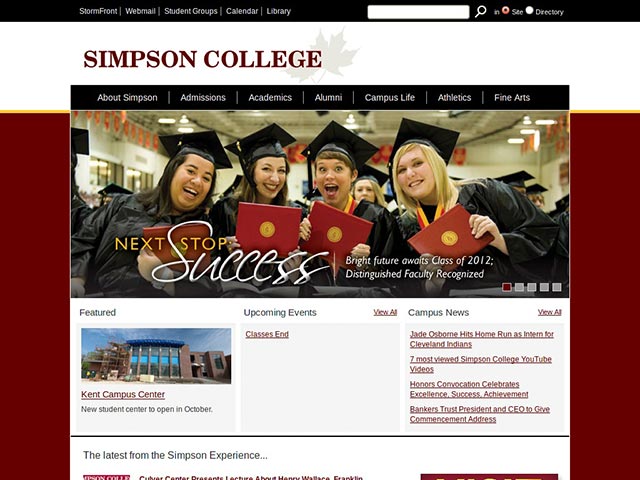 StormFront Webmail Student Groups Calendar Library in Site Directory
SIMPSON COLLEGE
About Simpson Admissions Academics Alumni Campus Life Athletics Fine Arts
NEXT STOP:
Success
Bright future awaits Class of 2012;
Distinguished Faculty Recognized
Featured
Kent Campus Center
New student center to open in October.
Upcoming Events View All
Classes End
Campus News View All
Jade Osborne Hits Home Run as Intern for
Cleveland Indians
7 most viewed Simpson College YouTube
Videos
Honors Convocation Celebrates
Excellence, Success, Achievement
Bankers Trust President and CEO to Give
Commencement Address
The latest from the Simpson Experience...
Culver Center Presents Lecture About Henry Wallace, Franklin